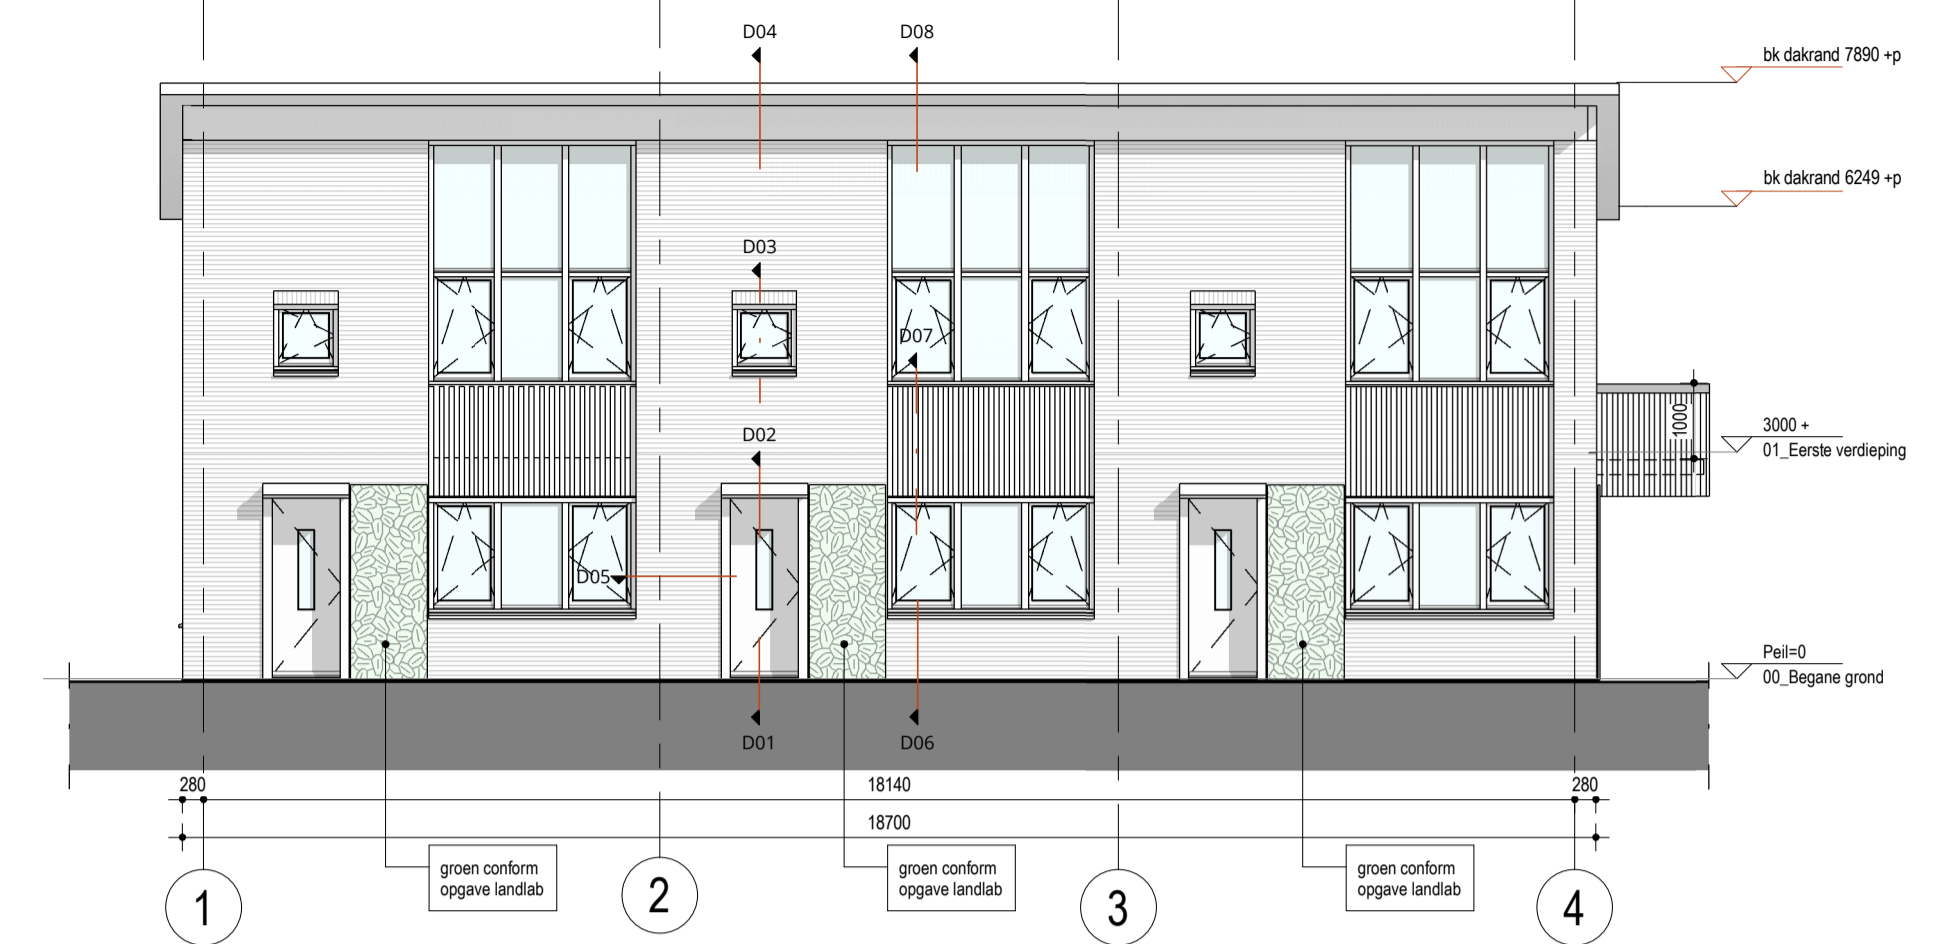 D04
D08
bk dakrand 7890 +p
bk dakrand 6249 +p
D03
D07
1000
3000 +
01_Eerste verdieping
D02
D05
Peil=0
00_Begane grond
D01
D06
280
18140
280
18700
groen conform
opgave landlab
groen conform
opgave landlab
groen conform
opgave landlab
1
2
3
4